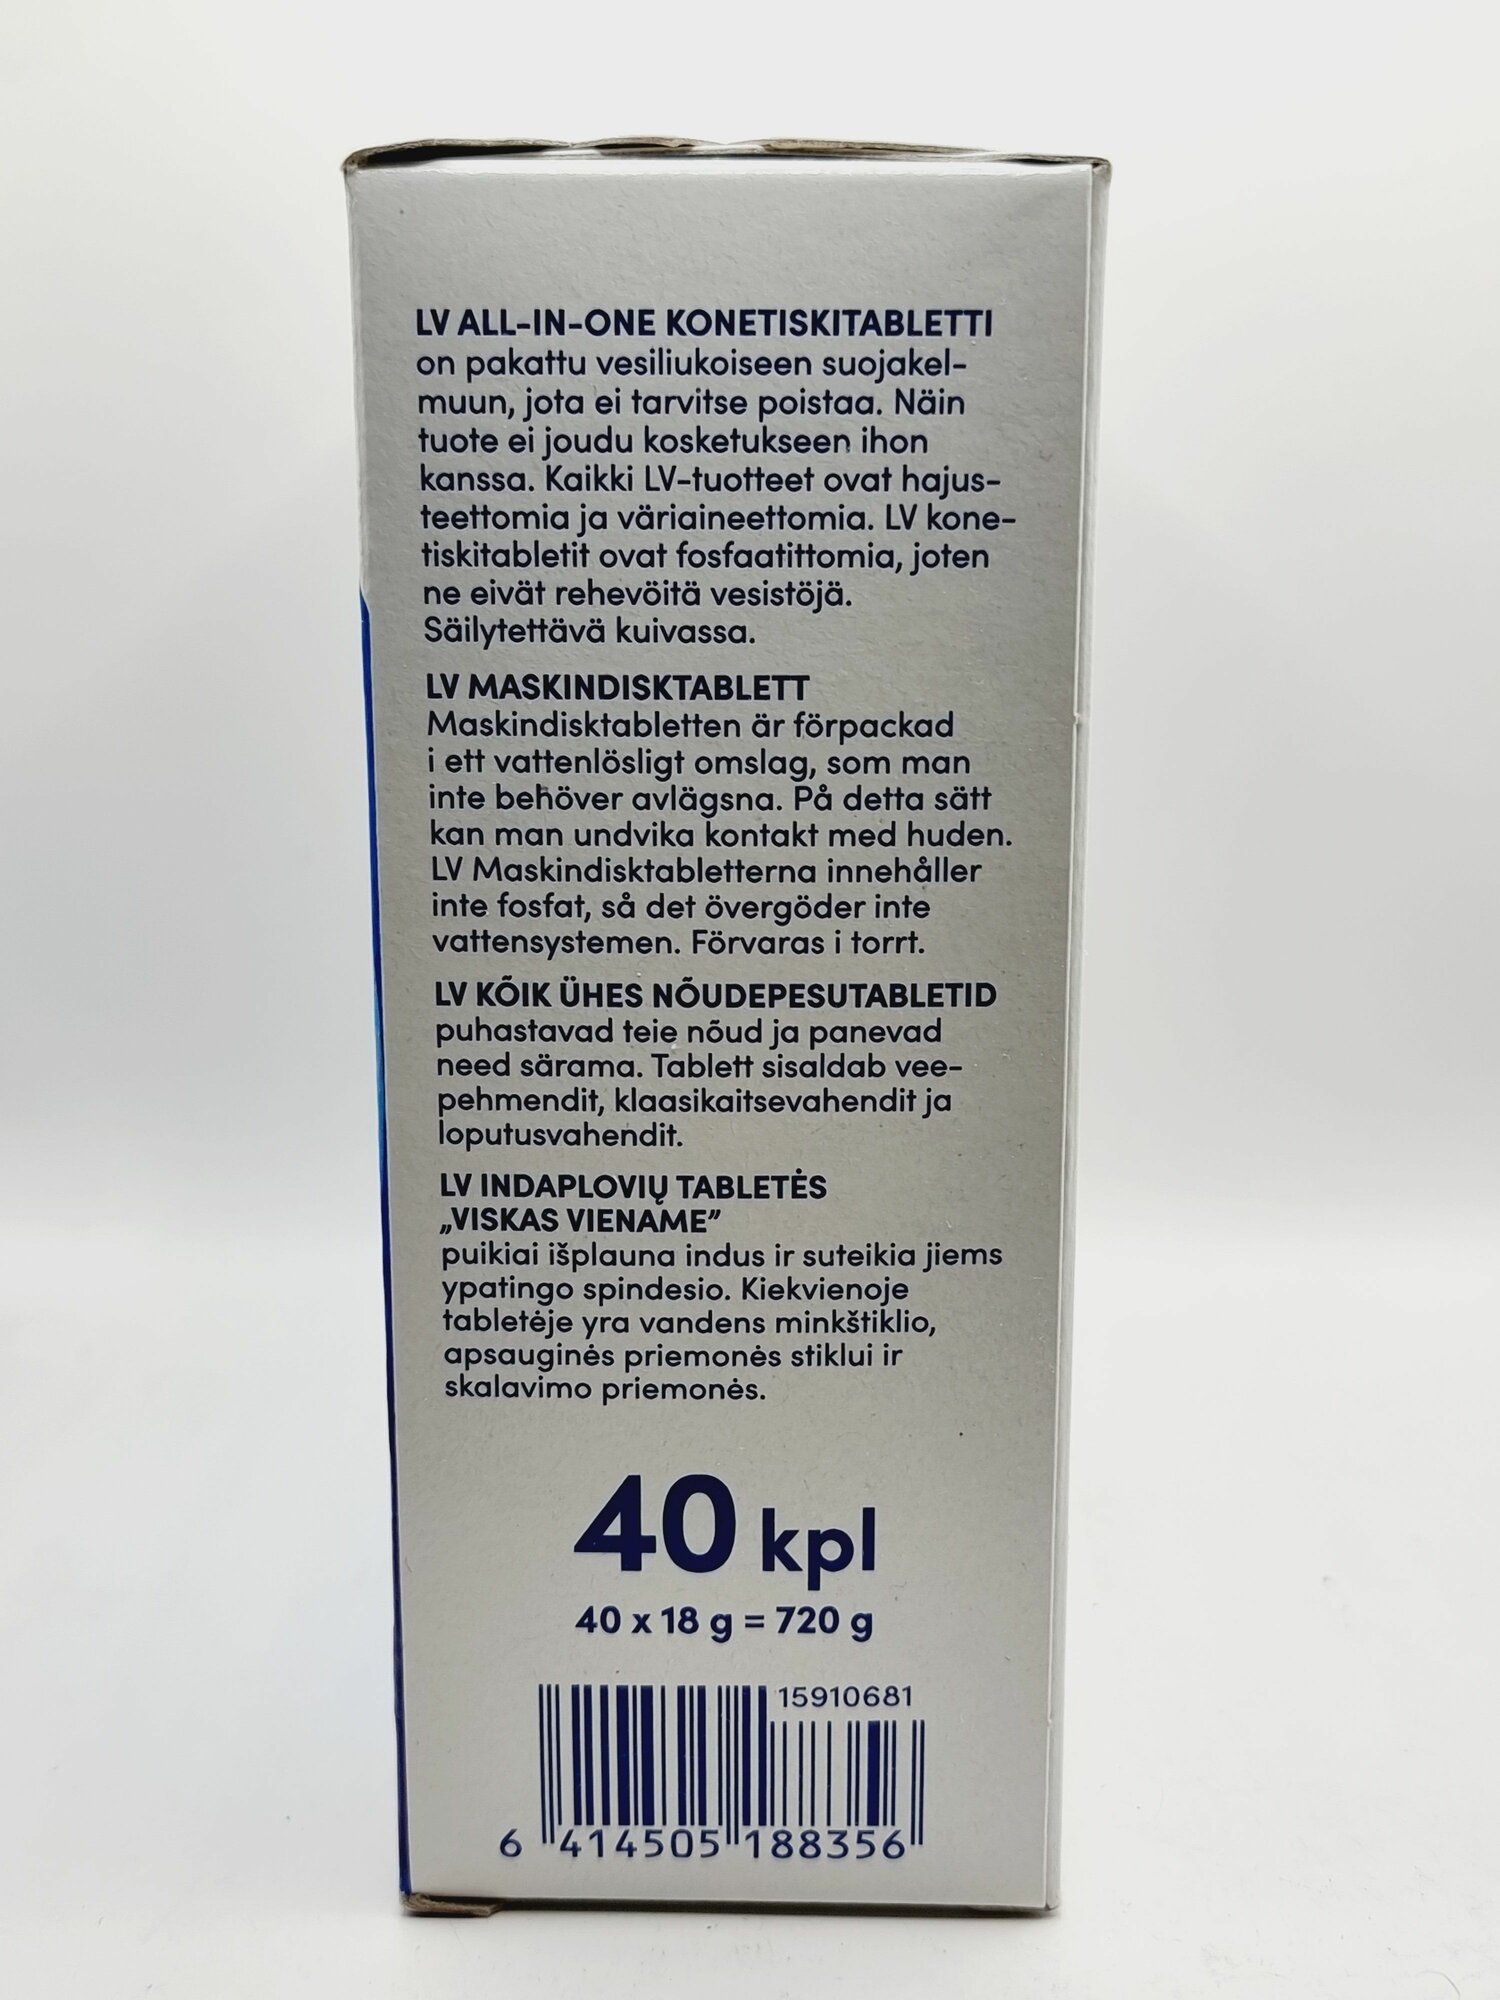 LV ALL-IN-ONE KONETISKITABLETTI
on pakattu vesiliukoiseen suojakel-
muun, jota ei tarvitse poistaa. Näin
tuote ei joudu kosketukseen ihon
kanssa. Kaikki LV-tuotteet ovat hajus-
teettomia ja väriaineettomia. LV kone-
tiskitabletit ovat fosfaatittomia, joten
ne eivät rehevöitä vesistöjä.
Säilytettävä kuivassa.
LV MASKINDISKTABLETT
Maskindisktabletten är förpackad
i ett vattenlösligt omslag, som man
inte behöver avlägsna. På detta sätt
kan man undvika kontakt med huden.
LV Maskindisktabletterna innehåller
inte fosfat, så det övergöder inte
vattensystemen. Förvaras i torrt.
LV KÕIK ÜHES NÕUDEPESUTABLETID
puhastavad teie nõud ja panevad
need särama. Tablett sisaldab vee-
pehmendit, klaasikaitsevahendit ja
loputusvahendit.
LV INDAPLOVIŲ TABLETĖS
„VISKAS VIENAME”
puikiai išplauna indus ir suteikia jiems
ypatingo spindesio. Kiekvienoje
tabletėje yra vandens minkštiklio,
apsauginės priemonės stiklui ir
skalavimo priemonės.
40 kpl
40 x 18 g = 720 g
15910681
6 414505 188356